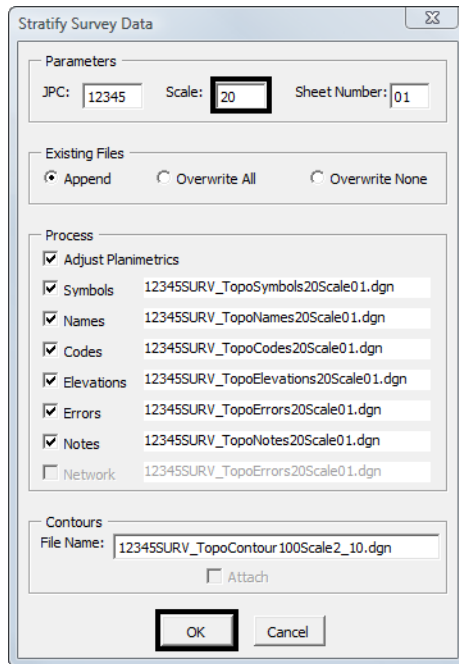 Stratify Survey Data
Parameters
JPC: 12345 Scale: 20 Sheet Number: 01
Existing Files
Append Overwrite All Overwrite None
Process
Adjust Planimetrics
Symbols 12345SURV_TopoSymbols20Scale01.dgn
Names 12345SURV_TopoNames20Scale01.dgn
Codes 12345SURV_TopoCodes20Scale01.dgn
Elevations 12345SURV_TopoElevations20Scale01.dgn
Errors 12345SURV_TopoErrors20Scale01.dgn
Notes 12345SURV_TopoNotes20Scale01.dgn
Network 12345SURV_TopoErrors20Scale01.dgn
Contours
File Name: 12345SURV_TopoContour100Scale2_10.dgn
Attach
OK Cancel